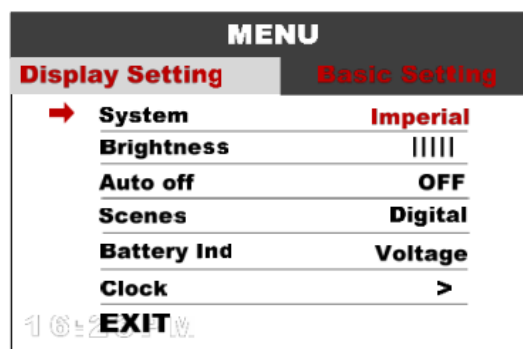 MENU
Display Setting Basic Setting
System Imperial
Brightness |||||
Auto off OFF
Scenes Digital
Battery Ind Voltage
Clock >
EXIT